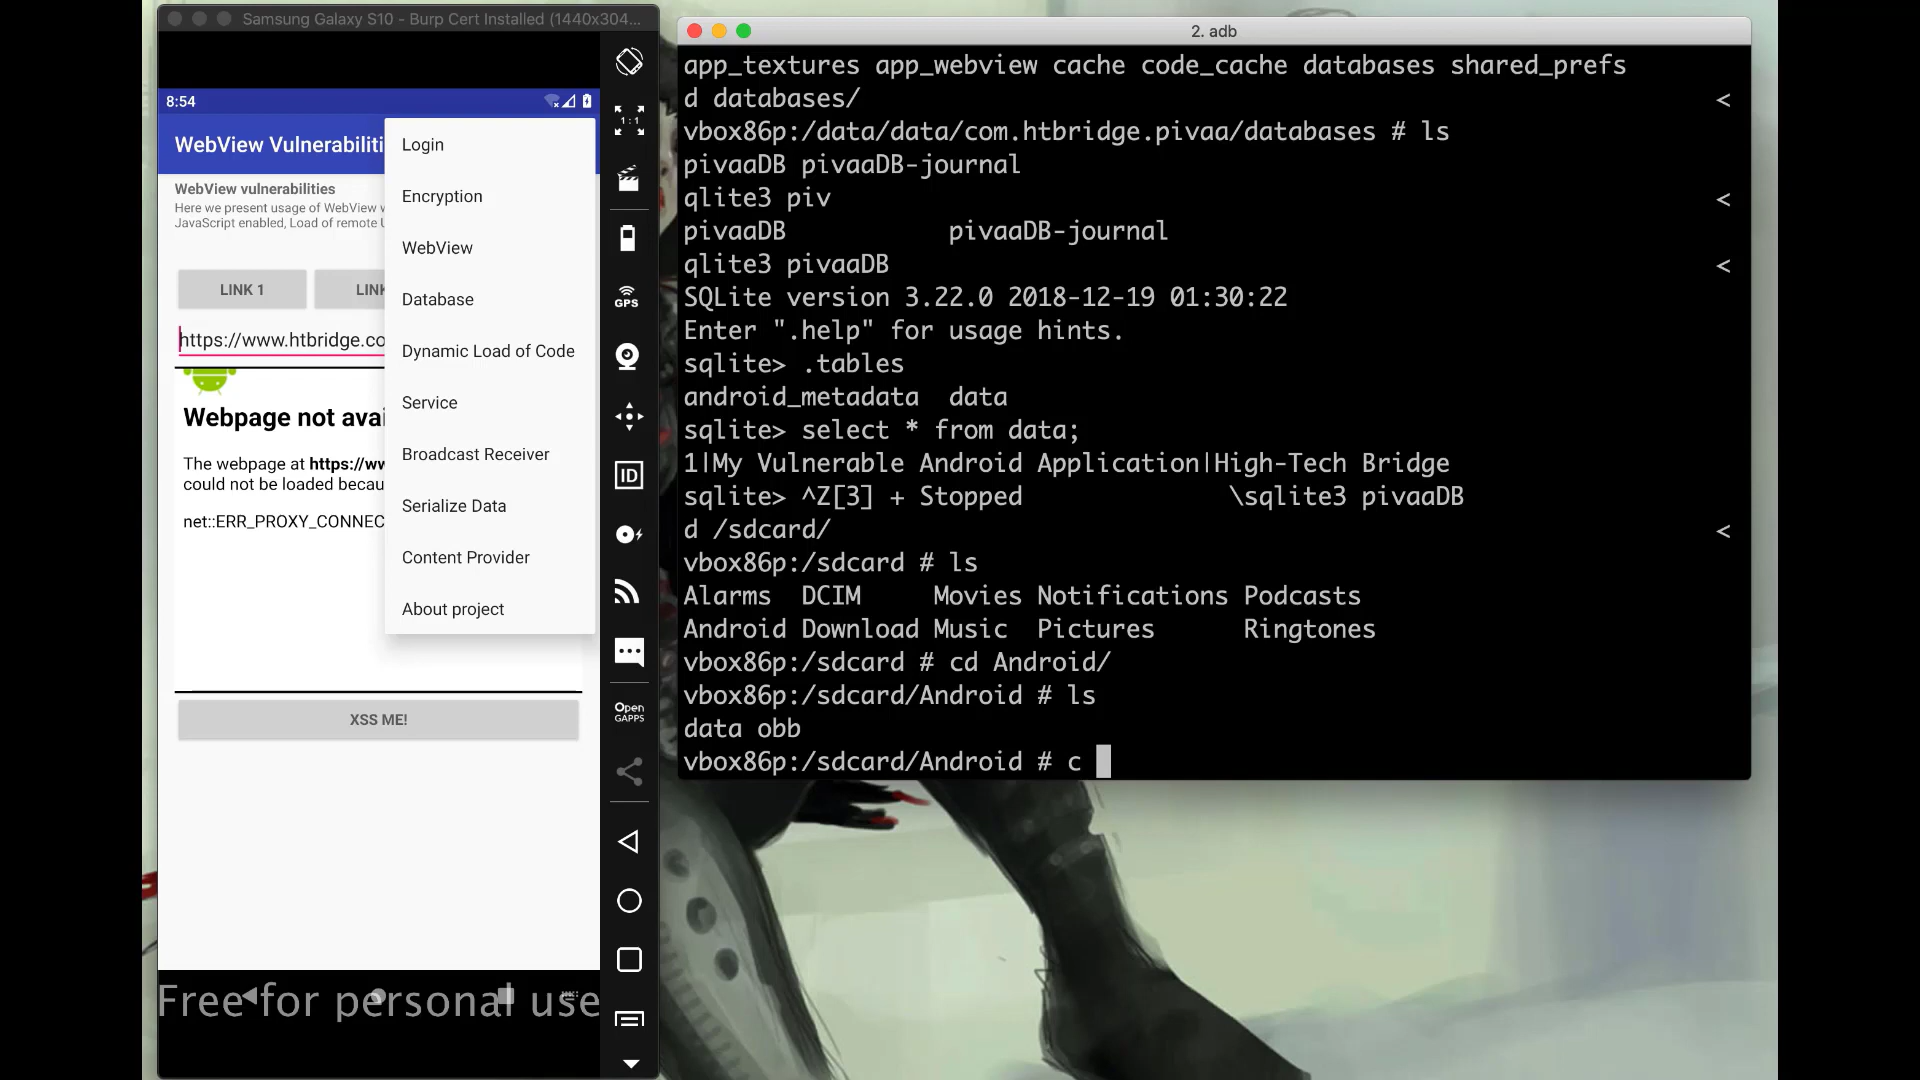 Samsung Galaxy S10 - Burp Cert Installed (1440x304...
8:54
WebView Vulnerabiliti
WebView vulnerabilities
Here we present usage of WebView w
JavaScript enabled, Load of remote U
LINK 1
LINK
https://www.htbridge.co
Webpage not avai
The webpage at https://ww
could not be loaded becau
net::ERR_PROXY_CONNEC
XSS ME!
Login
Encryption
WebView
Database
Dynamic Load of Code
Service
Broadcast Receiver
Serialize Data
Content Provider
About project
Free for personal use
1:1
GPS
ID
Open
GAPPS
2. adb
app_textures app_webview cache code_cache databases shared_prefs
d databases/ <
vbox86p:/data/data/com.htbridge.pivaa/databases # ls
pivaaDB pivaaDB-journal
qlite3 piv <
pivaaDB pivaaDB-journal
qlite3 pivaaDB <
SQLite version 3.22.0 2018-12-19 01:30:22
Enter ".help" for usage hints.
sqlite> .tables
android_metadata data
sqlite> select * from data;
1|My Vulnerable Android Application|High-Tech Bridge
sqlite> ^Z[3] + Stopped \sqlite3 pivaaDB
d /sdcard/ <
vbox86p:/sdcard # ls
Alarms DCIM Movies Notifications Podcasts
Android Download Music Pictures Ringtones
vbox86p:/sdcard # cd Android/
vbox86p:/sdcard/Android # ls
data obb
vbox86p:/sdcard/Android # c